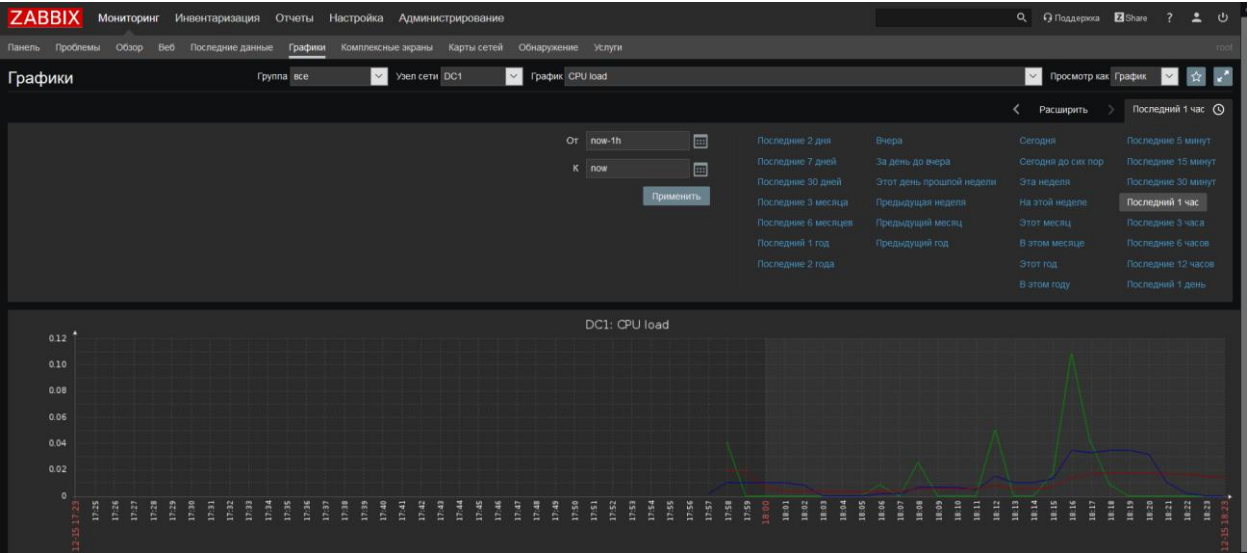 ZABBIX Мониторинг Инвентаризация Отчеты Настройка Администрирование Поддержка Z Share ?
Панель Проблемы Обзор Веб Последние данные Графики Комплексные экраны Карты сетей Обнаружение Услуги root
Графики Группа все Узел сети DC1 График CPU load Просмотр как График
Расширить Последний 1 час
От now-1h
К now
Применить
Последние 2 дня Вчера Сегодня Последние 5 минут
Последние 7 дней За день до вчера Сегодня до сих пор Последние 15 минут
Последние 30 дней Этот день прошлой недели Эта неделя Последние 30 минут
Последние 3 месяца Предыдущая неделя На этой неделе Последний 1 час
Последние 6 месяцев Предыдущий месяц Этот месяц Последние 3 часа
Последний 1 год Предыдущий год В этом месяце Последние 6 часов
Последние 2 года Этот год Последние 12 часов
В этом году Последний 1 день
DC1: CPU load
0.12
0.10
0.08
0.06
0.04
0.02
0
12-15 17:23 17:25 17:26 17:27 17:28 17:29 17:30 17:31 17:32 17:33 17:34 17:35 17:36 17:37 17:38 17:39 17:40 17:41 17:42 17:43 17:44 17:45 17:46 17:47 17:48 17:49 17:50 17:51 17:52 17:53 17:54 17:55 17:56 17:57 17:58 17:59 18:00 18:01 18:02 18:03 18:04 18:05 18:06 18:07 18:08 18:09 18:10 18:11 18:12 18:13 18:14 18:15 18:16 18:17 18:18 18:19 18:20 18:21 18:22 18:23 12-15 18:23